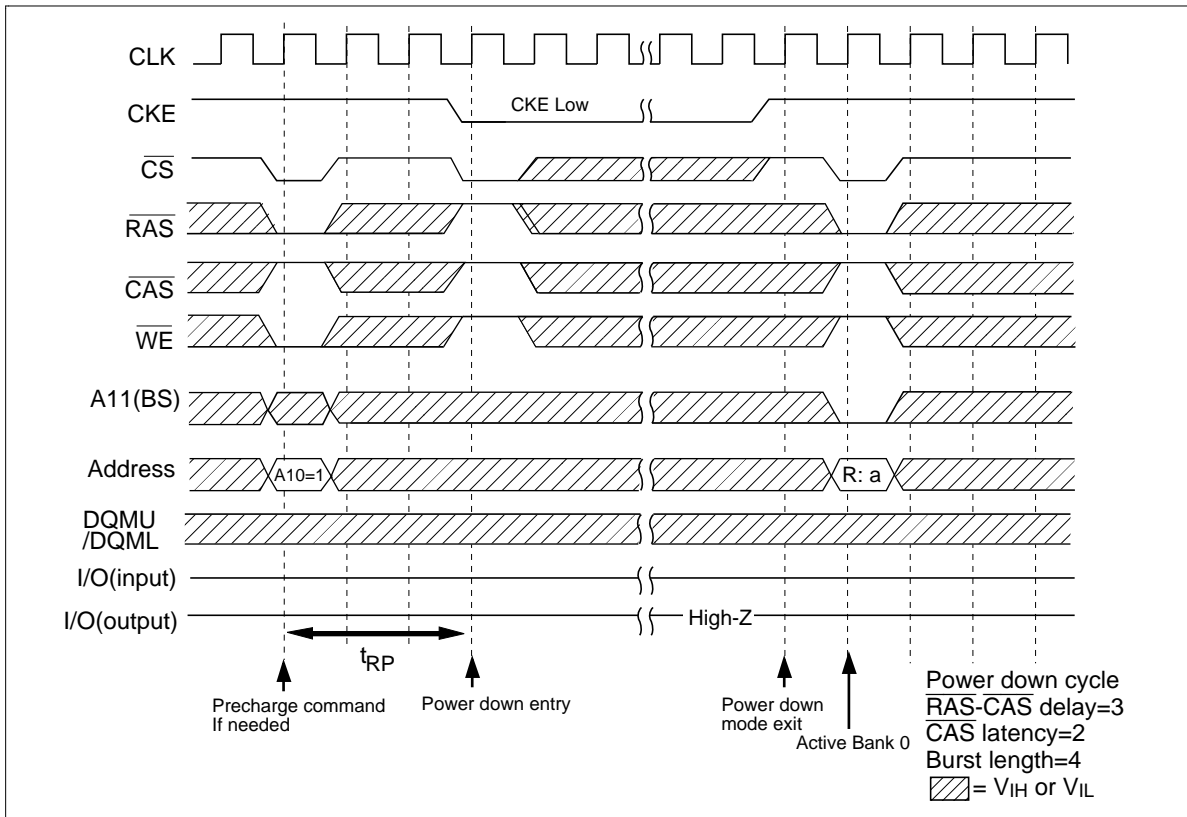 CLK
CKE
CKE Low
CS
RAS
CAS
WE
A11(BS)
Address
A10=1
R: a
DQMU
/DQML
I/O(input)
I/O(output)
High-Z
tRP
Precharge command
If needed
Power down entry
Power down
mode exit
Active Bank 0
Power down cycle
RAS-CAS delay=3
CAS latency=2
Burst length=4
= VIH or VIL